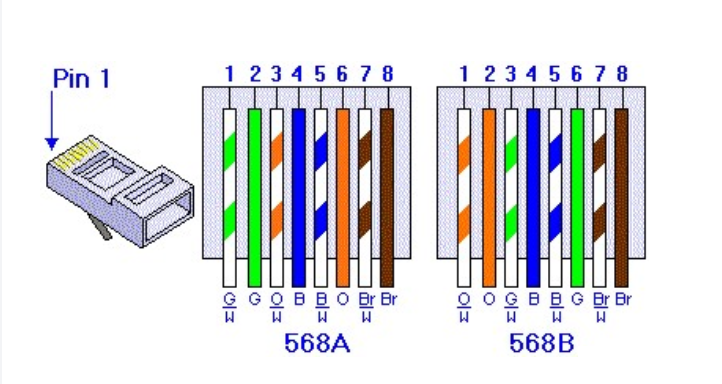 Pin 1
1 2 3 4 5 6 7 8
G/W G O/W B B/W O Br/W Br
568A
1 2 3 4 5 6 7 8
O/W O G/W B B/W G Br/W Br
568B